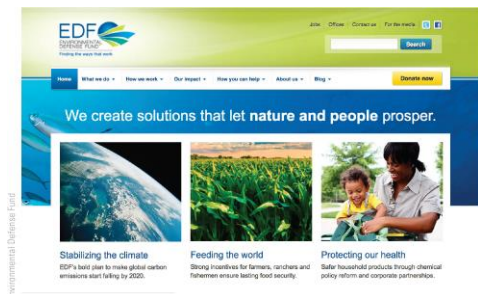 EDF
ENVIRONMENTAL
DEFENSE FUND
Finding the ways that work
Jobs Offices Contact us For the media
Search
Home What we do How we work Our impact How you can help About us Blog Donate now
We create solutions that let nature and people prosper.
Stabilizing the climate
EDF's bold plan to make global carbon
emissions start falling by 2020.
Feeding the world
Strong incentives for farmers, ranchers and
fishermen ensure lasting food security.
Protecting our health
Safer household products through chemical
policy reform and corporate partnerships.
Environmental Defense Fund